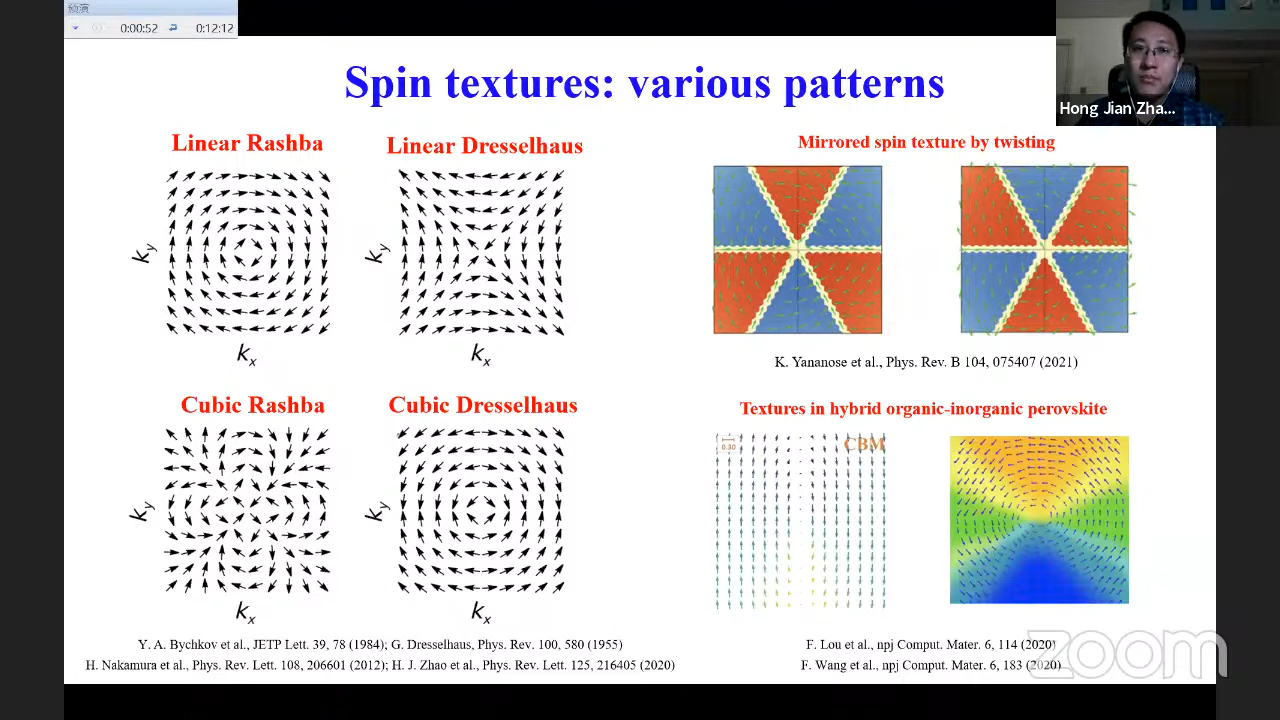 预演
0:00:52 0:12:12
Hong Jian Zha...
Spin textures: various patterns
Linear Rashba
Linear Dresselhaus
Mirrored spin texture by twisting
k_y
k_x
k_y
k_x
K. Yananose et al., Phys. Rev. B 104, 075407 (2021)
Cubic Rashba
Cubic Dresselhaus
Textures in hybrid organic-inorganic perovskite
k_y
k_x
k_y
k_x
0.30
CBM
Y. A. Bychkov et al., JETP Lett. 39, 78 (1984); G. Dresselhaus, Phys. Rev. 100, 580 (1955)
H. Nakamura et al., Phys. Rev. Lett. 108, 206601 (2012); H. J. Zhao et al., Phys. Rev. Lett. 125, 216405 (2020)
F. Lou et al., npj Comput. Mater. 6, 114 (2020)
F. Wang et al., npj Comput. Mater. 6, 183 (2020)
zoom